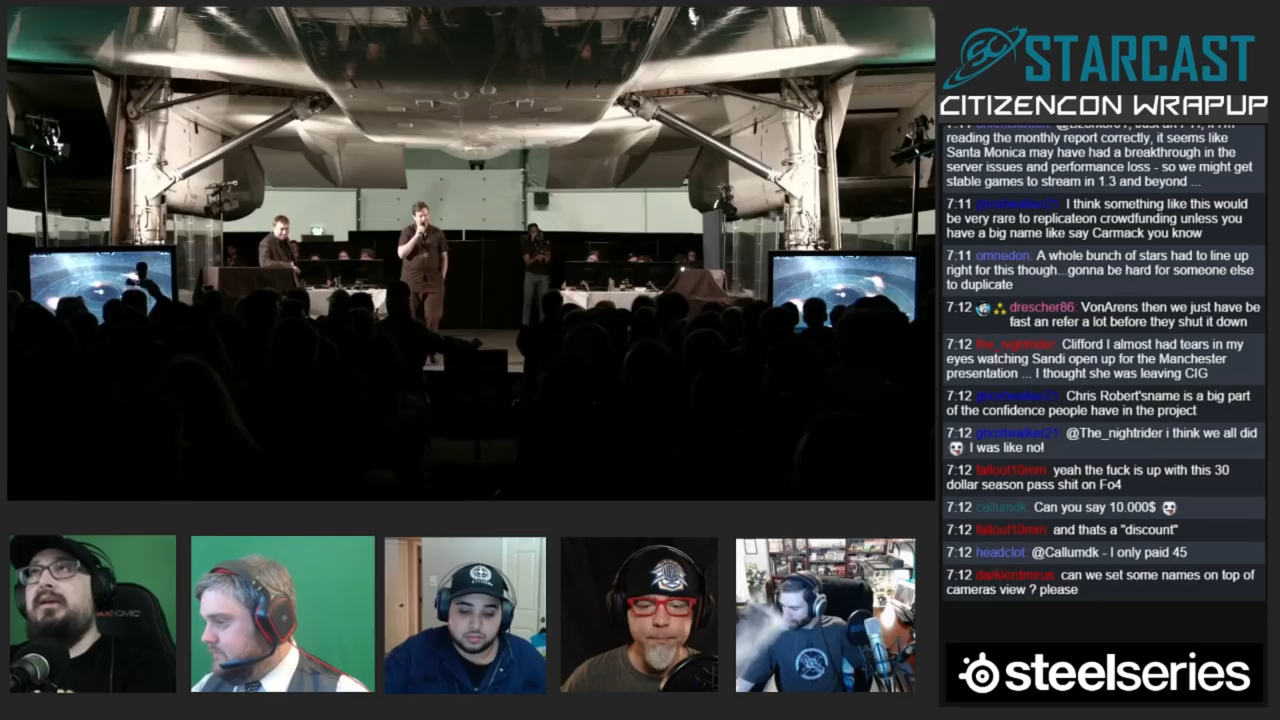 STARCAST
CITIZENCON WRAPUP
reading the monthly report correctly, it seems like
Santa Monica may have had a breakthrough in the
server issues and performance loss - so we might get
stable games to stream in 1.3 and beyond ...
7:11 ghostwalker21: I think something like this would
be very rare to replicateon crowdfunding unless you
have a big name like say Carmack you know
7:11 omnedon: A whole bunch of stars had to line up
right for this though...gonna be hard for someone else
to duplicate
7:12 drescher86: VonArens then we just have be
fast an refer a lot before they shut it down
7:12 the_nightrider: Clifford I almost had tears in my
eyes watching Sandi open up for the Manchester
presentation ... I thought she was leaving CIG
7:12 ghostwalker21: Chris Robert'sname is a big part
of the confidence people have in the project
7:12 ghostwalker21: @The_nightrider i think we all did
I was like no!
7:12 fallout10mm: yeah the fuck is up with this 30
dollar season pass shit on Fo4
7:12 callumdk: Can you say 10.000$
7:12 fallout10mm: and thats a "discount"
7:12 headclot: @Callumdk - I only paid 45
7:12 darklordmirus: can we set some names on top of
cameras view ? please
steelseries